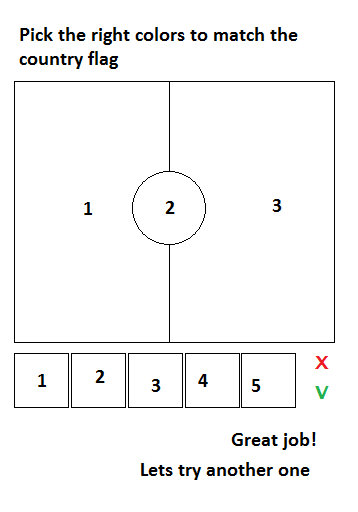 Pick the right colors to match the
country flag
1
2
3
1
2
3
4
5
X
V
Great job!
Lets try another one